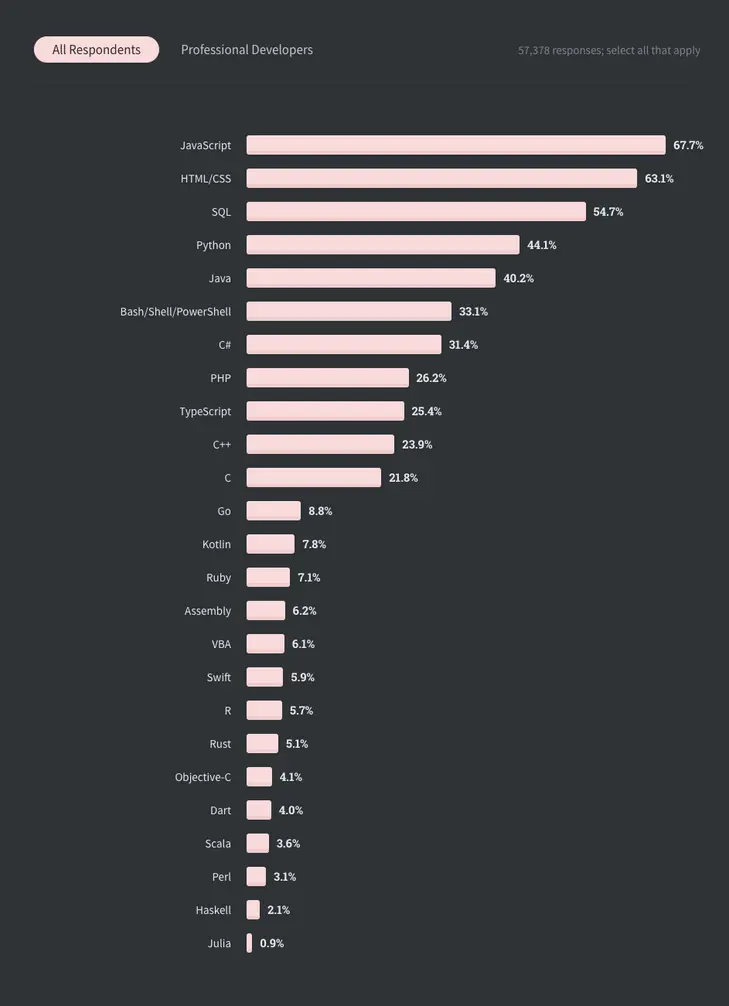 All Respondents Professional Developers 57,378 responses; select all that apply
JavaScript 67.7%
HTML/CSS 63.1%
SQL 54.7%
Python 44.1%
Java 40.2%
Bash/Shell/PowerShell 33.1%
C# 31.4%
PHP 26.2%
TypeScript 25.4%
C++ 23.9%
C 21.8%
Go 8.8%
Kotlin 7.8%
Ruby 7.1%
Assembly 6.2%
VBA 6.1%
Swift 5.9%
R 5.7%
Rust 5.1%
Objective-C 4.1%
Dart 4.0%
Scala 3.6%
Perl 3.1%
Haskell 2.1%
Julia 0.9%